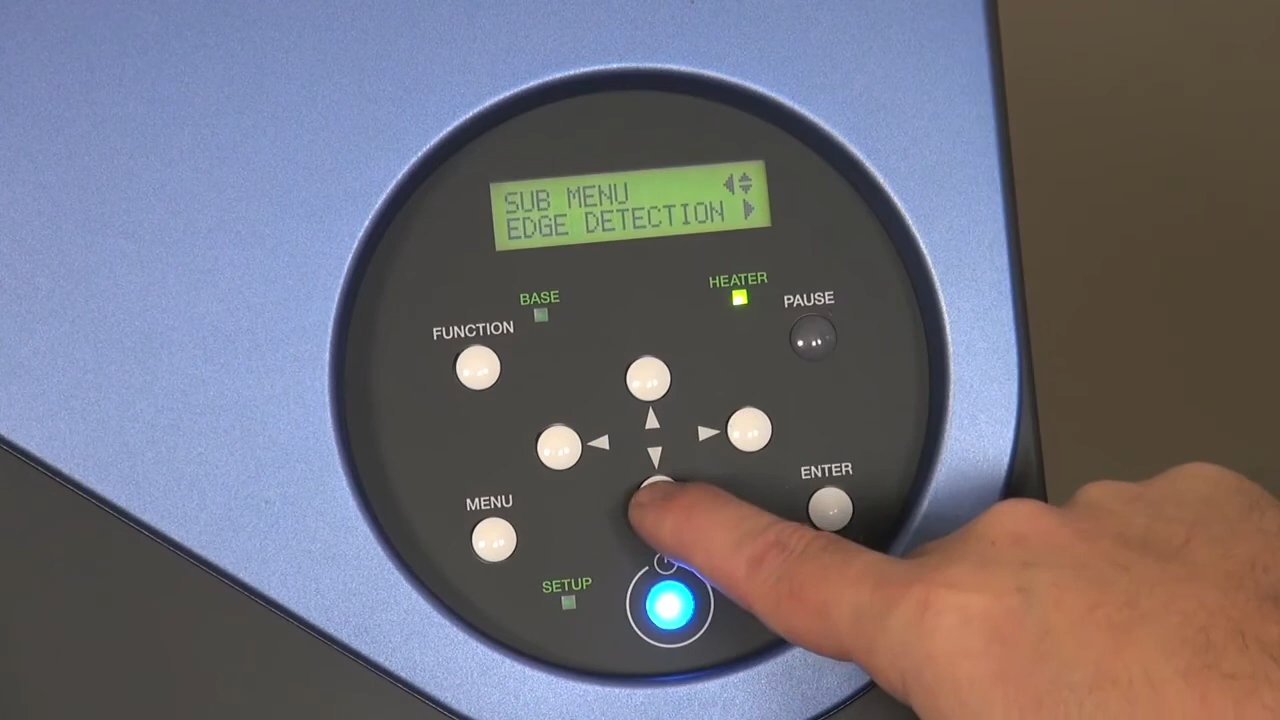 SUB MENU
EDGE DETECTION
BASE
HEATER
FUNCTION
PAUSE
MENU
ENTER
SETUP